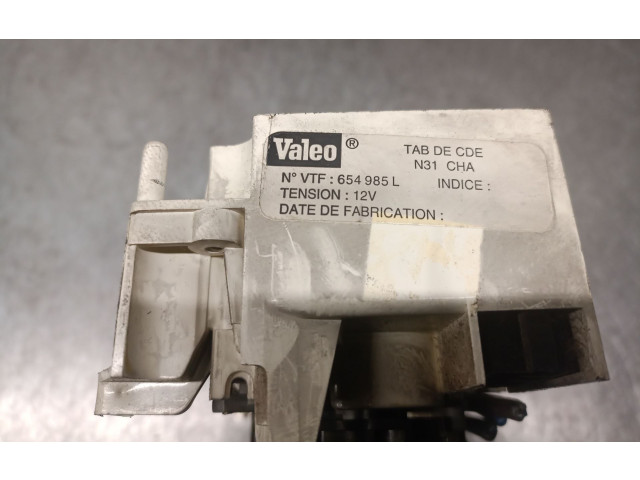 Valeo ® TAB DE CDE
N31 CHA
N° VTF : 654 985 L INDICE :
TENSION : 12V
DATE DE FABRICATION :